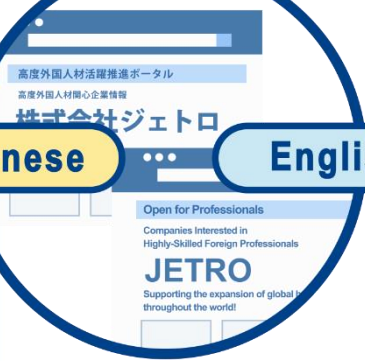 高度外国人材活躍推進ポータル
高度外国人材関心企業情報
株式会社ジェトロ
nese
Engli
Open for Professionals
Companies Interested in
Highly-Skilled Foreign Professionals
JETRO
Supporting the expansion of global
throughout the world!